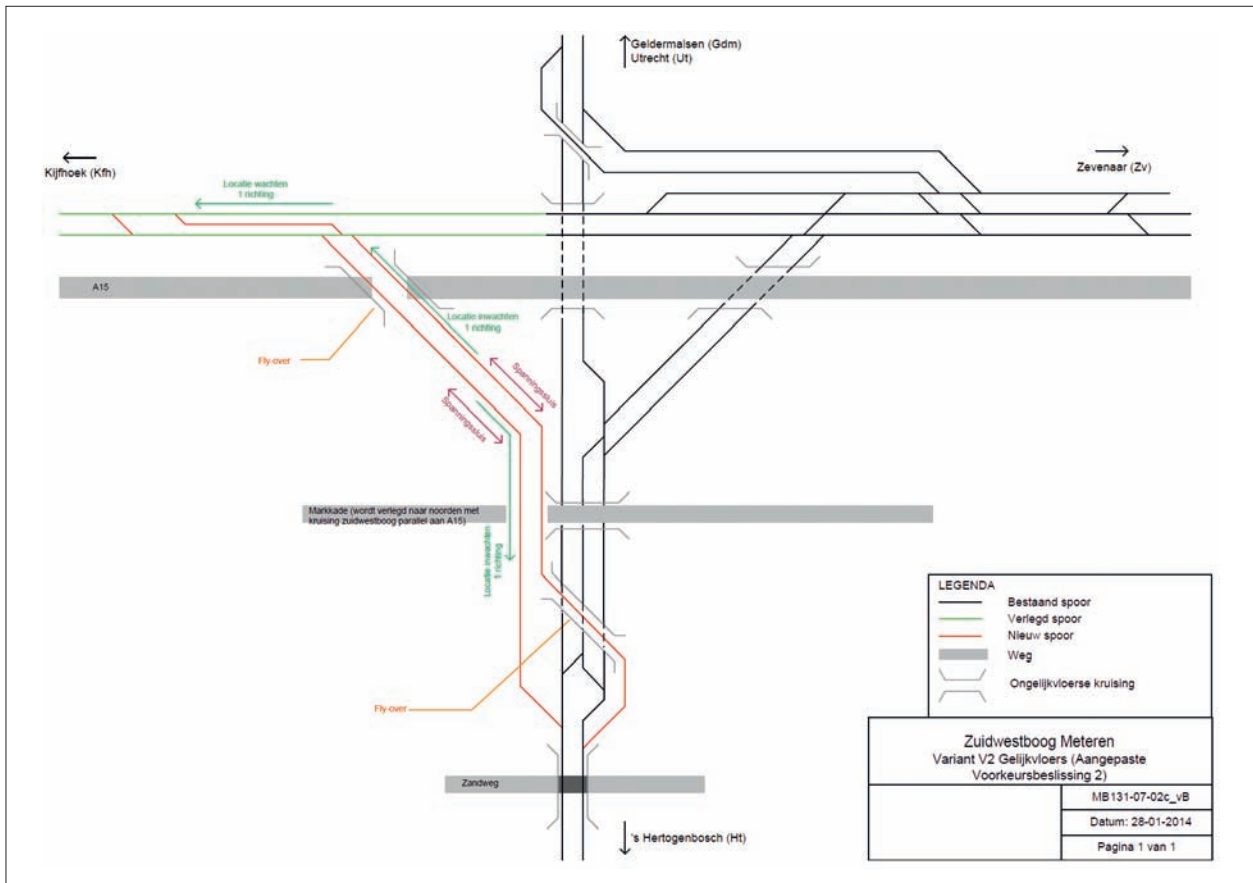 Geldermalsen (Gdm)
Utrecht (Ut)
Kijfhoek (Kfh)
Zevenaar (Zv)
Locatie wachten
1 richting
A15
Locatie inwachten
1 richting
Fly-over
Spanningssluis
Spanningssluis
Markkade (wordt verlegd naar noorden met
kruising zuidwestboog parallel aan A15)
Locatie inwachten
1 richting
Fly-over
Zandweg
's Hertogenbosch (Ht)
LEGENDA
Bestaand spoor
Verlegd spoor
Nieuw spoor
Weg
Ongelijkvloerse kruising
Zuidwestboog Meteren
Variant V2 Gelijkvloers (Aangepaste
Voorkeursbeslissing 2)
MB131-07-02c_vB
Datum: 28-01-2014
Pagina 1 van 1